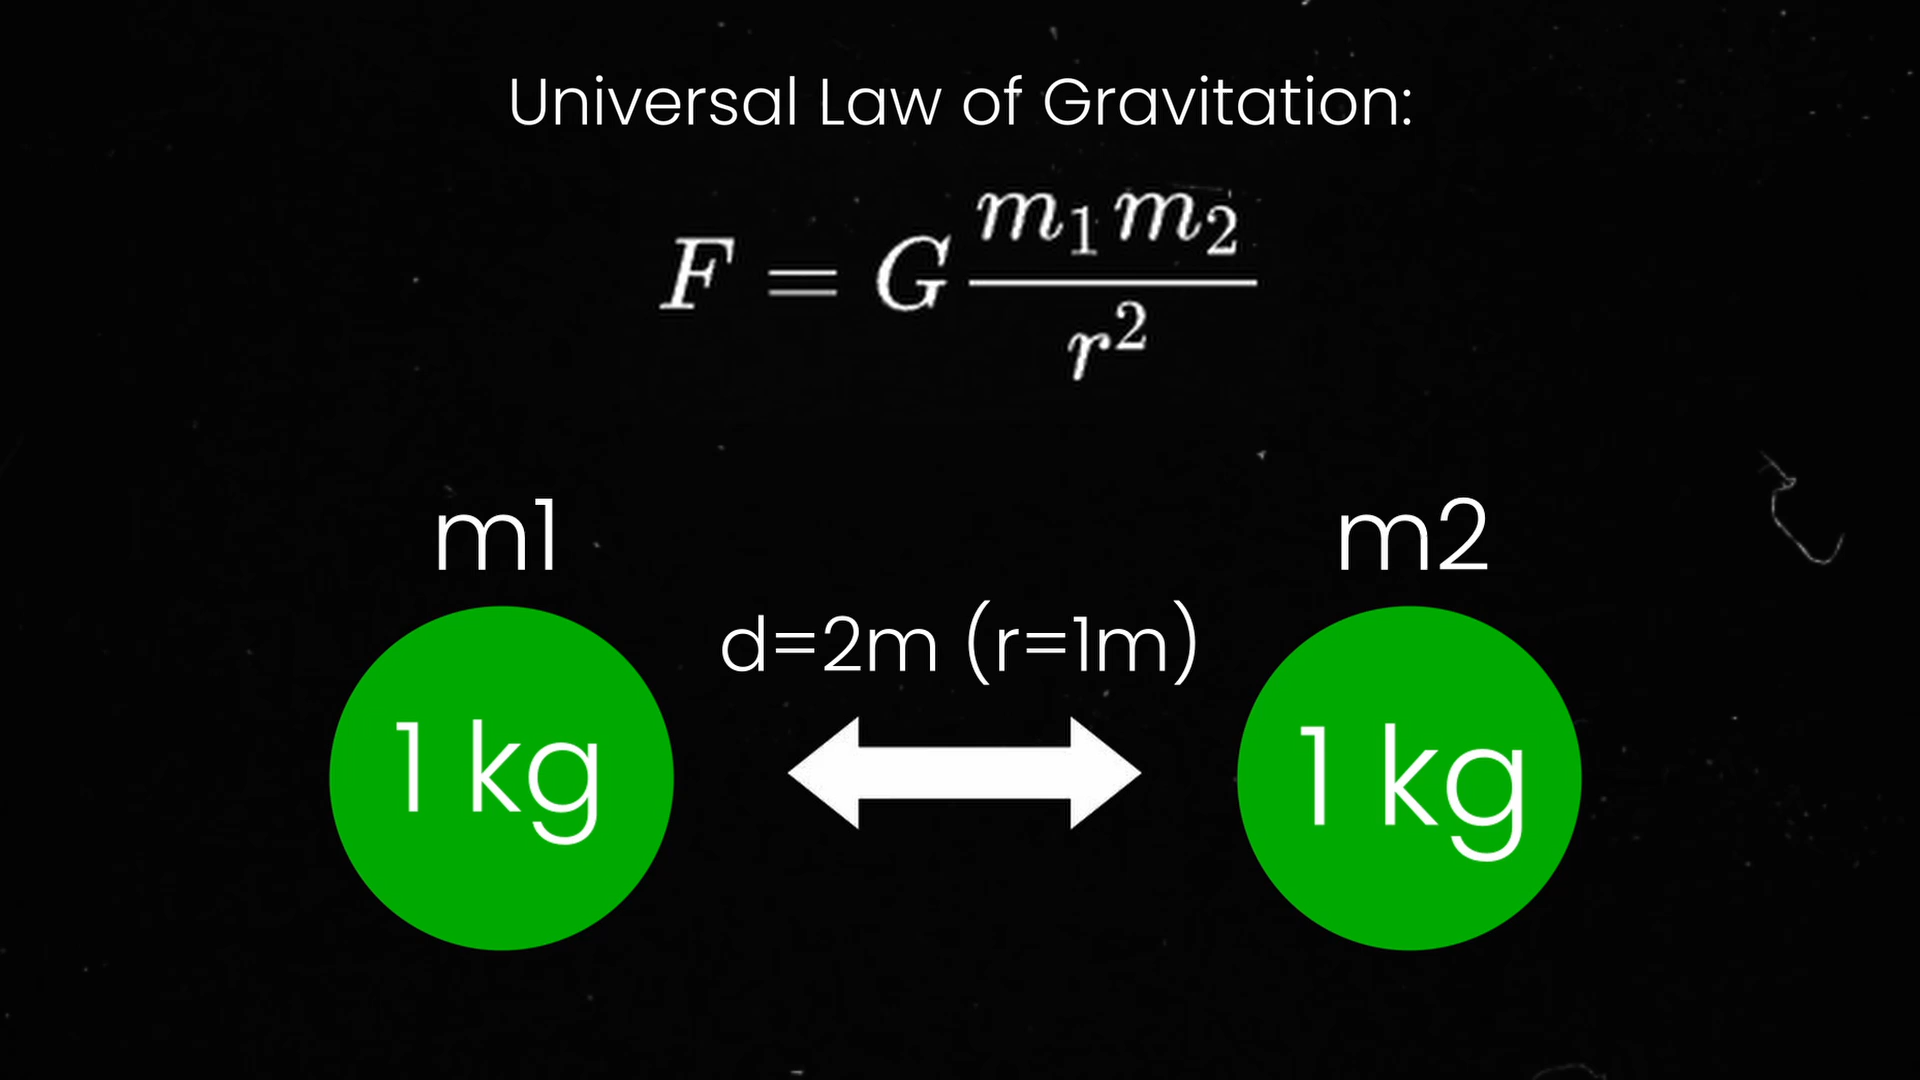 Universal Law of Gravitation:
F = G m₁m₂ / r²
m1
m2
d=2m (r=1m)
1 kg
1 kg